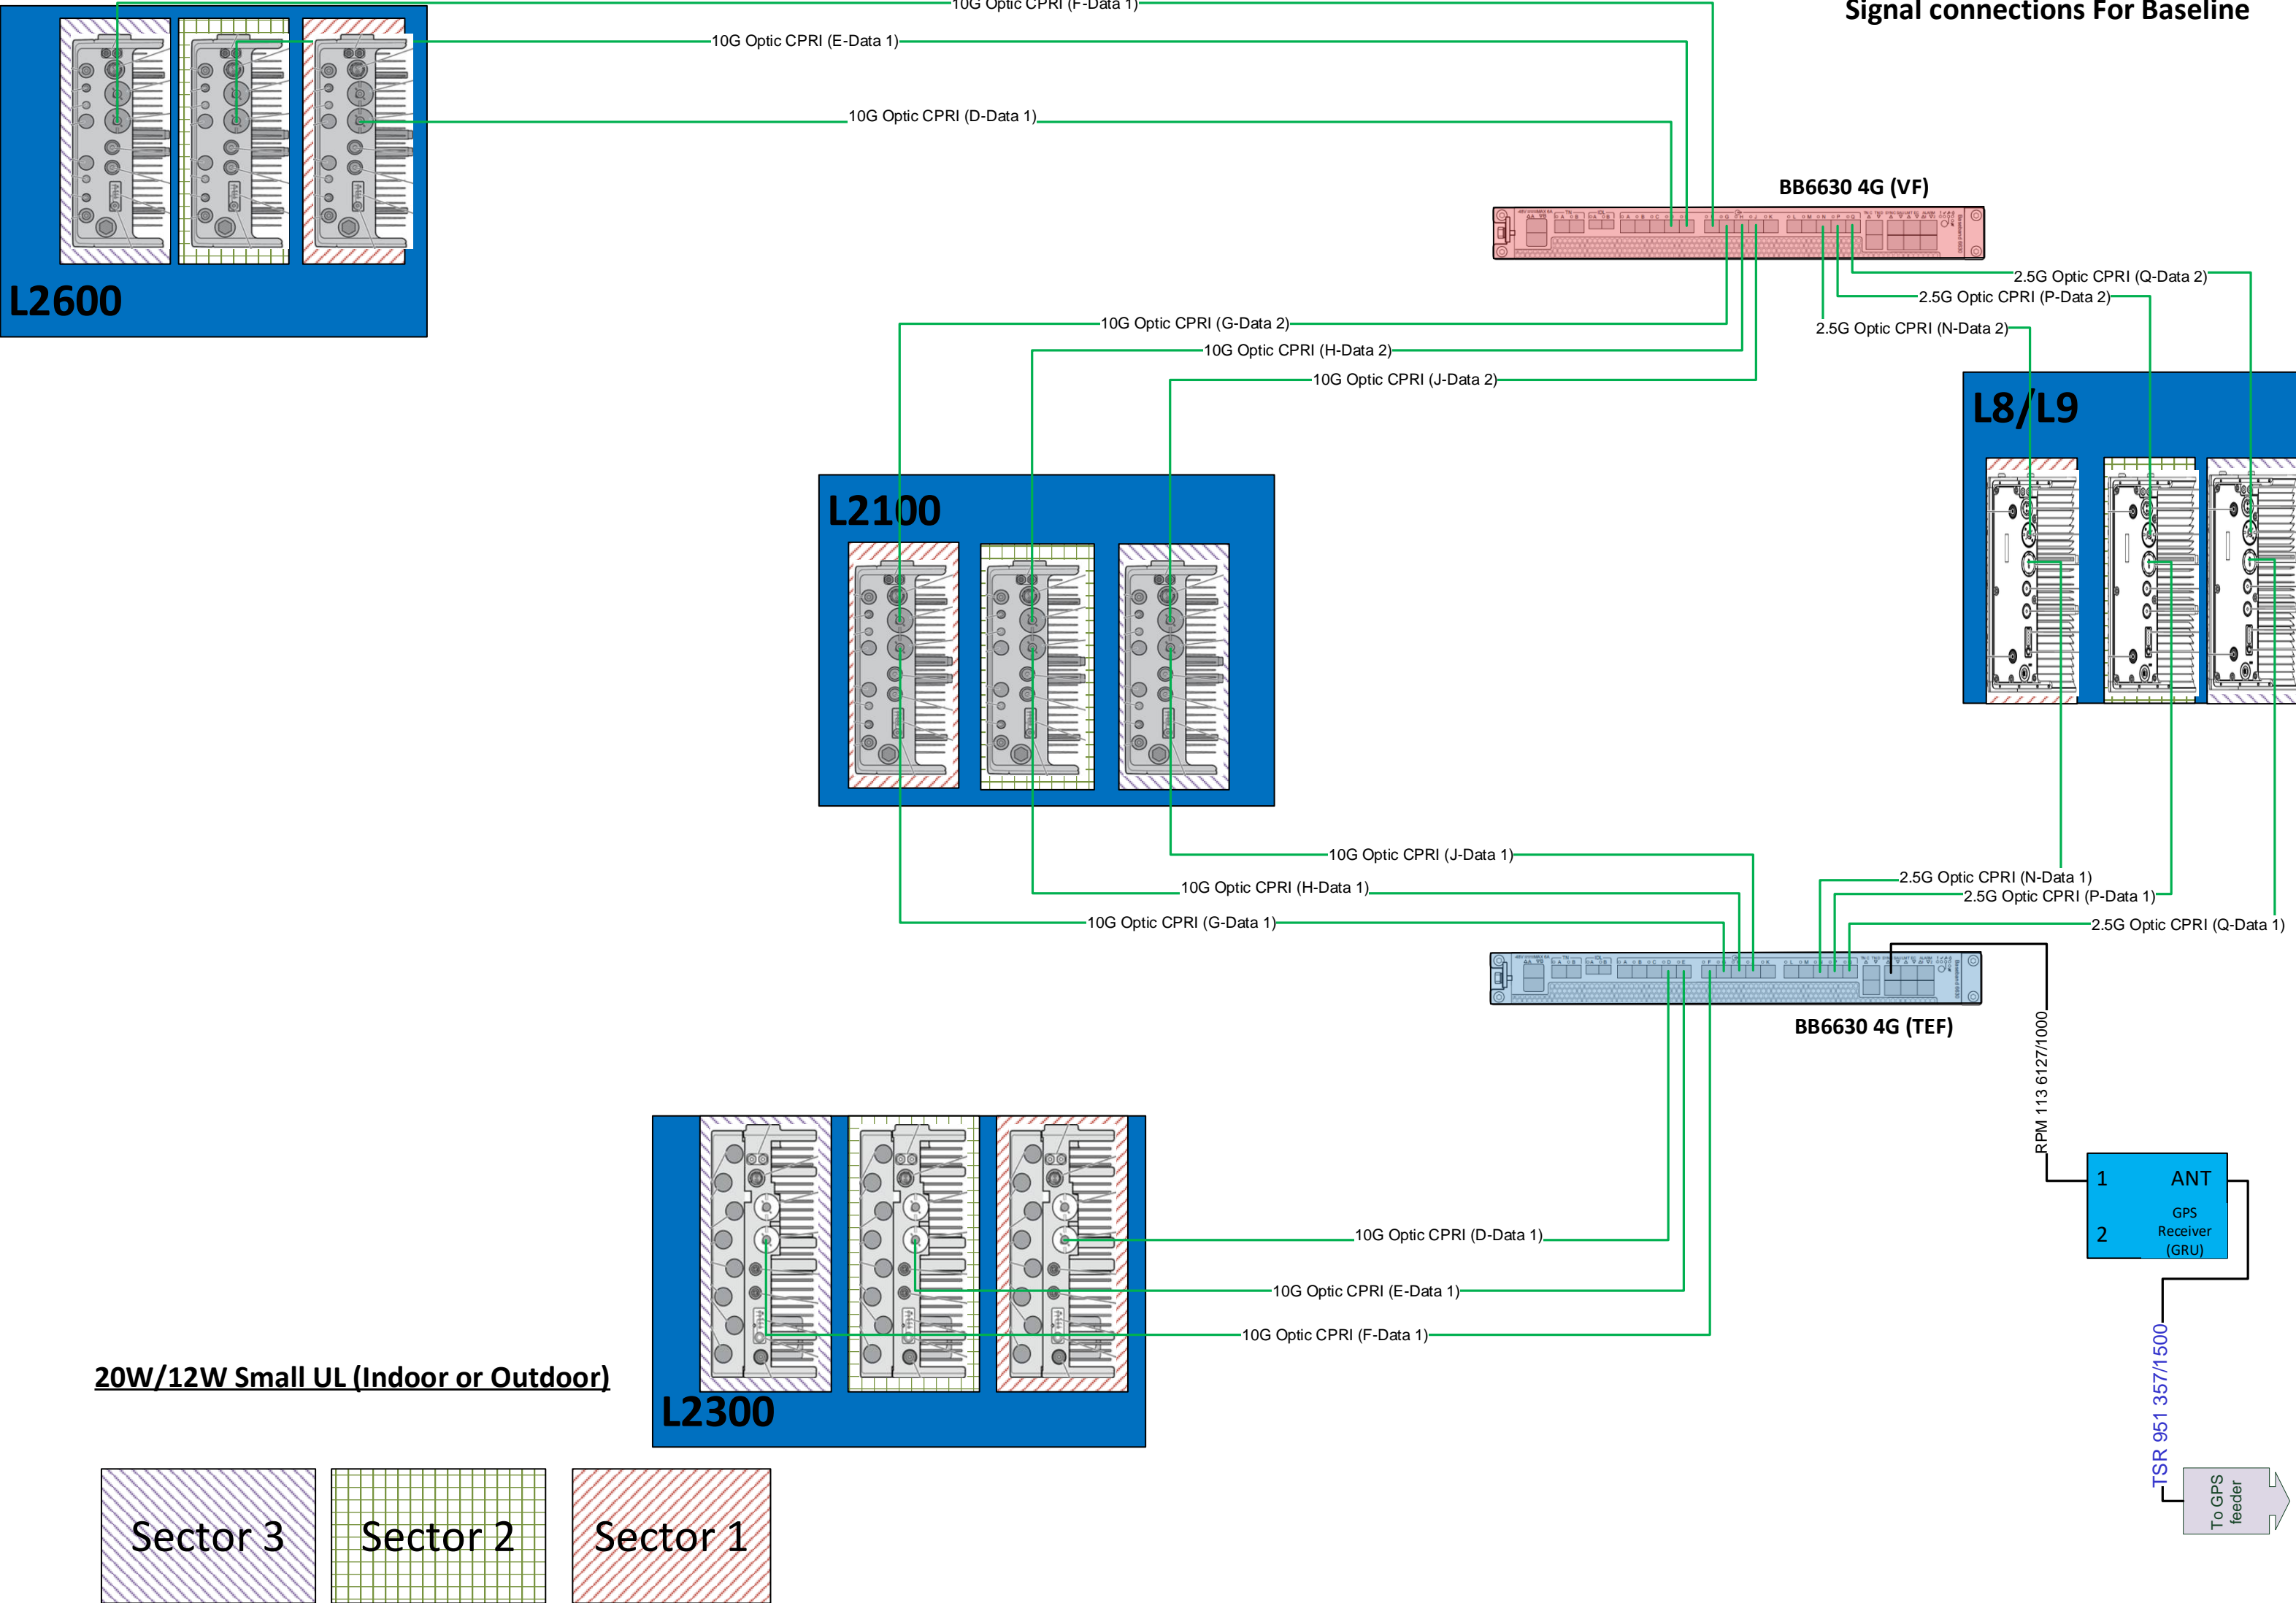 10G Optic CPRI (F-Data 1)
Signal connections For Baseline
10G Optic CPRI (E-Data 1)
10G Optic CPRI (D-Data 1)
BB6630 4G (VF)
L2600
2.5G Optic CPRI (Q-Data 2)
2.5G Optic CPRI (P-Data 2)
2.5G Optic CPRI (N-Data 2)
10G Optic CPRI (G-Data 2)
10G Optic CPRI (H-Data 2)
10G Optic CPRI (J-Data 2)
L8/L9
L2100
10G Optic CPRI (J-Data 1)
10G Optic CPRI (H-Data 1)
10G Optic CPRI (G-Data 1)
2.5G Optic CPRI (N-Data 1)
2.5G Optic CPRI (P-Data 1)
2.5G Optic CPRI (Q-Data 1)
BB6630 4G (TEF)
RPM 113 6127/1000
1
ANT
2
GPS
Receiver
(GRU)
10G Optic CPRI (D-Data 1)
10G Optic CPRI (E-Data 1)
10G Optic CPRI (F-Data 1)
TSR 951 357/1500
To GPS
feeder
20W/12W Small UL (Indoor or Outdoor)
L2300
Sector 3
Sector 2
Sector 1